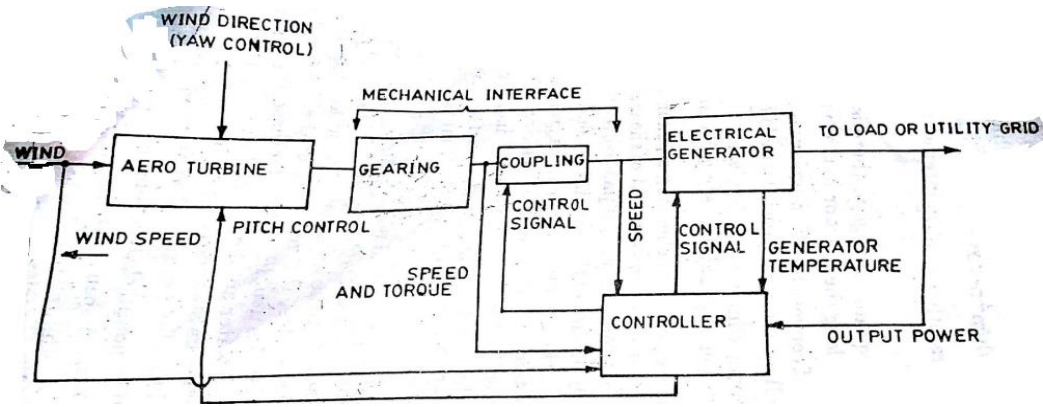 WIND DIRECTION
(YAW CONTROL)
MECHANICAL INTERFACE
WIND
AERO TURBINE
GEARING
COUPLING
ELECTRICAL
GENERATOR
TO LOAD OR UTILITY GRID
PITCH CONTROL
CONTROL
SIGNAL
SPEED
CONTROL
SIGNAL
GENERATOR
TEMPERATURE
WIND SPEED
SPEED
AND TORQUE
CONTROLLER
OUTPUT POWER